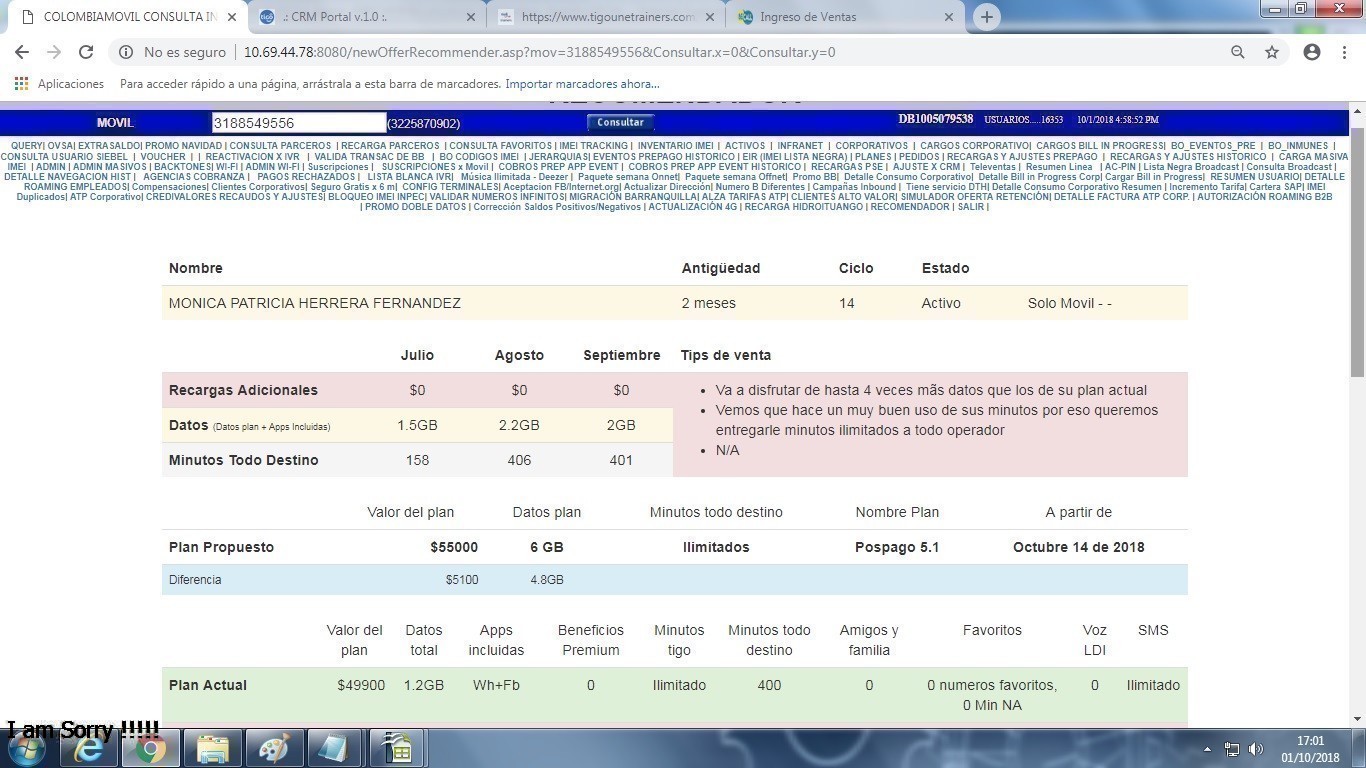 COLOMBIAMOVIL CONSULTA IN
.: CRM Portal v.1.0 :.
https://www.tigounetrainers.com
Ingreso de Ventas
No es seguro | 10.69.44.78:8080/newOfferRecommender.asp?mov=3188549556&Consultar.x=0&Consultar.y=0
Aplicaciones Para acceder rápido a una página, arrástrala a esta barra de marcadores. Importar marcadores ahora...
MOVIL 3188549556 (3225870902) Consultar DB1005079538 USUARIOS.....16353 10/1/2018 4:58:52 PM
QUERY| OVSA| EXTRASALDO| PROMO NAVIDAD | CONSULTA PARCEROS | RECARGA PARCEROS | CONSULTA FAVORITOS | IMEI TRACKING | INVENTARIO IMEI | ACTIVOS | INFRANET | CORPORATIVOS | CARGOS CORPORATIVO| CARGOS BILL IN PROGRESS| BO_EVENTOS_PRE | BO_INMUNES |
CONSULTA USUARIO SIEBEL | VOUCHER | | REACTIVACION X IVR | VALIDA TRANSAC DE BB | BO CODIGOS IMEI |JERARQUIAS| EVENTOS PREPAGO HISTORICO | EIR (IMEI LISTA NEGRA) | PLANES | PEDIDOS | RECARGAS Y AJUSTES PREPAGO | RECARGAS Y AJUSTES HISTORICO | CARGA MASIVA
IMEI | ADMIN | ADMIN MASIVOS | BACKTONES| WI-FI | ADMIN WI-FI | Suscripciones | SUSCRIPCIONES x Movil | COBROS PREP APP EVENT | COBROS PREP APP EVENT HISTORICO | RECARGAS PSE | AJUSTE X CRM | Televentas | Resumen Linea | AC-PIN | Lista Negra Broadcast | Consulta Broadcast |
DETALLE NAVEGACION HIST | AGENCIAS COBRANZA | PAGOS RECHAZADOS | LISTA BLANCA IVR| Música Ilimitada - Deezer | Paquete semana Onnet| Paquete semana Offnet| Promo BB| Detalle Consumo Corporativo| Detalle Bill in Progress Corp| Cargar Bill in Progress| RESUMEN USUARIO| DETALLE
ROAMING EMPLEADOS| Compensaciones| Clientes Corporativos| Seguro Gratis x 6 m| CONFIG TERMINALES| Aceptacion FB/Internet.org| Actualizar Dirección| Numero B Diferentes | Campañas Inbound | Tiene servicio DTH| Detalle Consumo Corporativo Resumen | Incremento Tarifa| Cartera SAP| IMEI
Duplicados| ATP Corporativo| CREDIVALORES RECAUDOS Y AJUSTES| BLOQUEO IMEI INPEC| VALIDAR NUMEROS INFINITOS| MIGRACIÓN BARRANQUILLA| ALZA TARIFAS ATP| CLIENTES ALTO VALOR| SIMULADOR OFERTA RETENCIÓN| DETALLE FACTURA ATP CORP. | AUTORIZACIÓN ROAMING B2B
| PROMO DOBLE DATOS | Corrección Saldos Positivos/Negativos | ACTUALIZACIÓN 4G | RECARGA HIDROITUANGO | RECOMENDADOR | SALIR |
Nombre Antigüedad Ciclo Estado
MONICA PATRICIA HERRERA FERNANDEZ 2 meses 14 Activo Solo Movil - -
Julio Agosto Septiembre Tips de venta
Recargas Adicionales $0 $0 $0
Datos (Datos plan + Apps Incluidas) 1.5GB 2.2GB 2GB
Minutos Todo Destino 158 406 401
• Va a disfrutar de hasta 4 veces mãs datos que los de su plan actual
• Vemos que hace un muy buen uso de sus minutos por eso queremos
entregarle minutos ilimitados a todo operador
• N/A
Valor del plan Datos plan Minutos todo destino Nombre Plan A partir de
Plan Propuesto $55000 6 GB Ilimitados Pospago 5.1 Octubre 14 de 2018
Diferencia $5100 4.8GB
Valor del Datos Apps Beneficios Minutos Minutos todo Amigos y Favoritos Voz SMS
plan total incluidas Premium tigo destino familia LDI
Plan Actual $49900 1.2GB Wh+Fb 0 Ilimitado 400 0 0 numeros favoritos, 0 Ilimitado
0 Min NA
I am Sorry !!!!!
17:01
01/10/2018